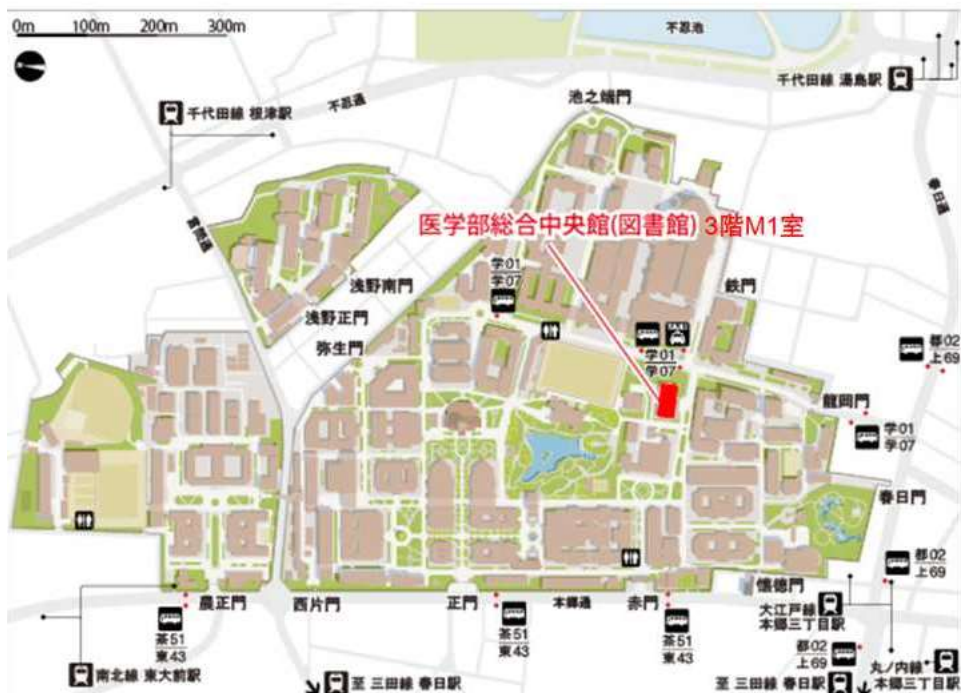 0m 100m 200m 300m
不忍池
千代田線 湯島駅
千代田線 根津駅
不忍通
池之端門
春日通
言問通
医学部総合中央館(図書館) 3階M1室
浅野南門
学01
学07
鉄門
浅野正門
弥生門
TAXI
学01
学07
都02
上69
龍岡門
学01
学07
春日門
都02
上69
懐徳門
農正門
西片門
正門
本郷通
赤門
大江戸線
本郷三丁目駅
茶51
東43
茶51
東43
茶51
東43
都02
上69
丸ノ内線
本郷三丁目駅
南北線 東大前駅
至 三田線 春日駅
至 三田線 春日駅